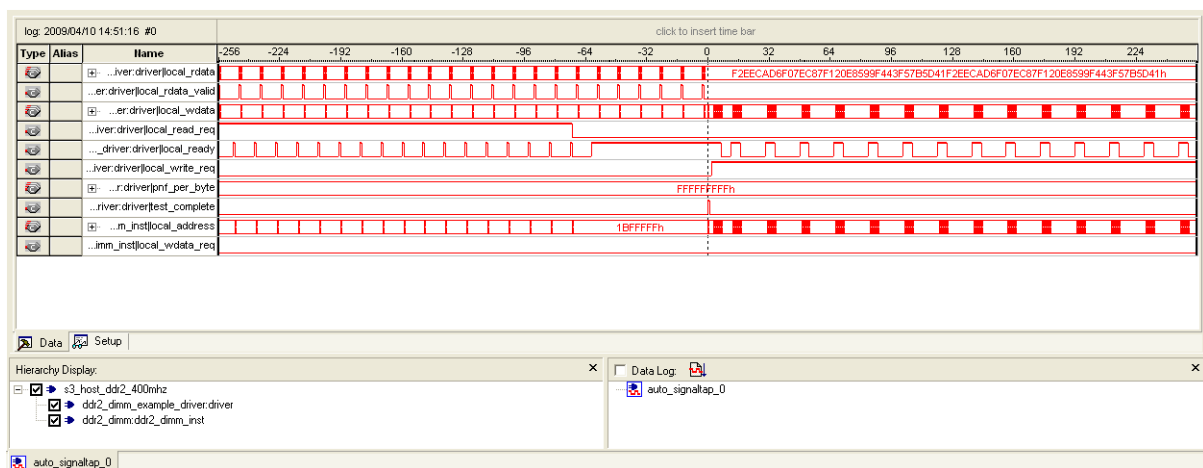 log: 2009/04/10 14:51:16 #0
click to insert time bar
Type Alias Name -256 -224 -192 -160 -128 -96 -64 -32 0 32 64 96 128 160 192 224
...iver:driver|local_rdata F2EECAD6F07EC87F120E8599F443F57B5D41F2EECAD6F07EC87F120E8599F443F57B5D41h
...er:driver|local_rdata_valid
...er:driver|local_wdata
...iver:driver|local_read_req
..._driver:driver|local_ready
...iver:driver|local_write_req
...r:driver|pnf_per_byte FFFFFFFFFh
...river:driver|test_complete
...m_inst|local_address 1BFFFFFh
...imm_inst|local_wdata_req
Data Setup
Hierarchy Display: ×
s3_host_ddr2_400mhz
ddr2_dimm_example_driver:driver
ddr2_dimm:ddr2_dimm_inst
Data Log: ×
auto_signaltap_0
auto_signaltap_0